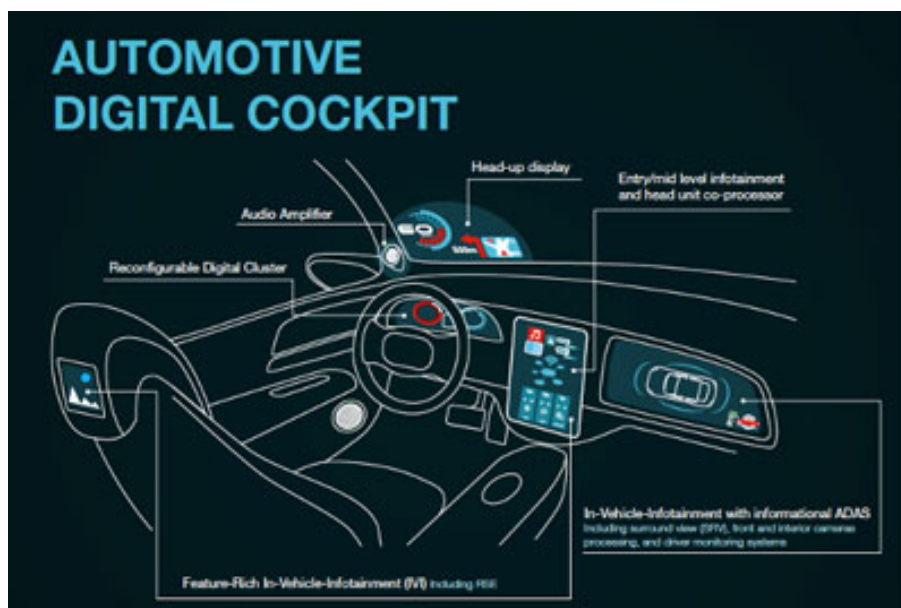 AUTOMOTIVE
DIGITAL COCKPIT
Head-up display
Entry/mid level infotainment
and head unit co-processor
Audio Amplifier
Reconfigurable Digital Cluster
In-Vehicle-Infotainment with informational ADAS
Including surround view (SRV), front and interior cameras
processing, and driver monitoring systems
Feature-Rich In-Vehicle-Infotainment (IVI) Including RSE